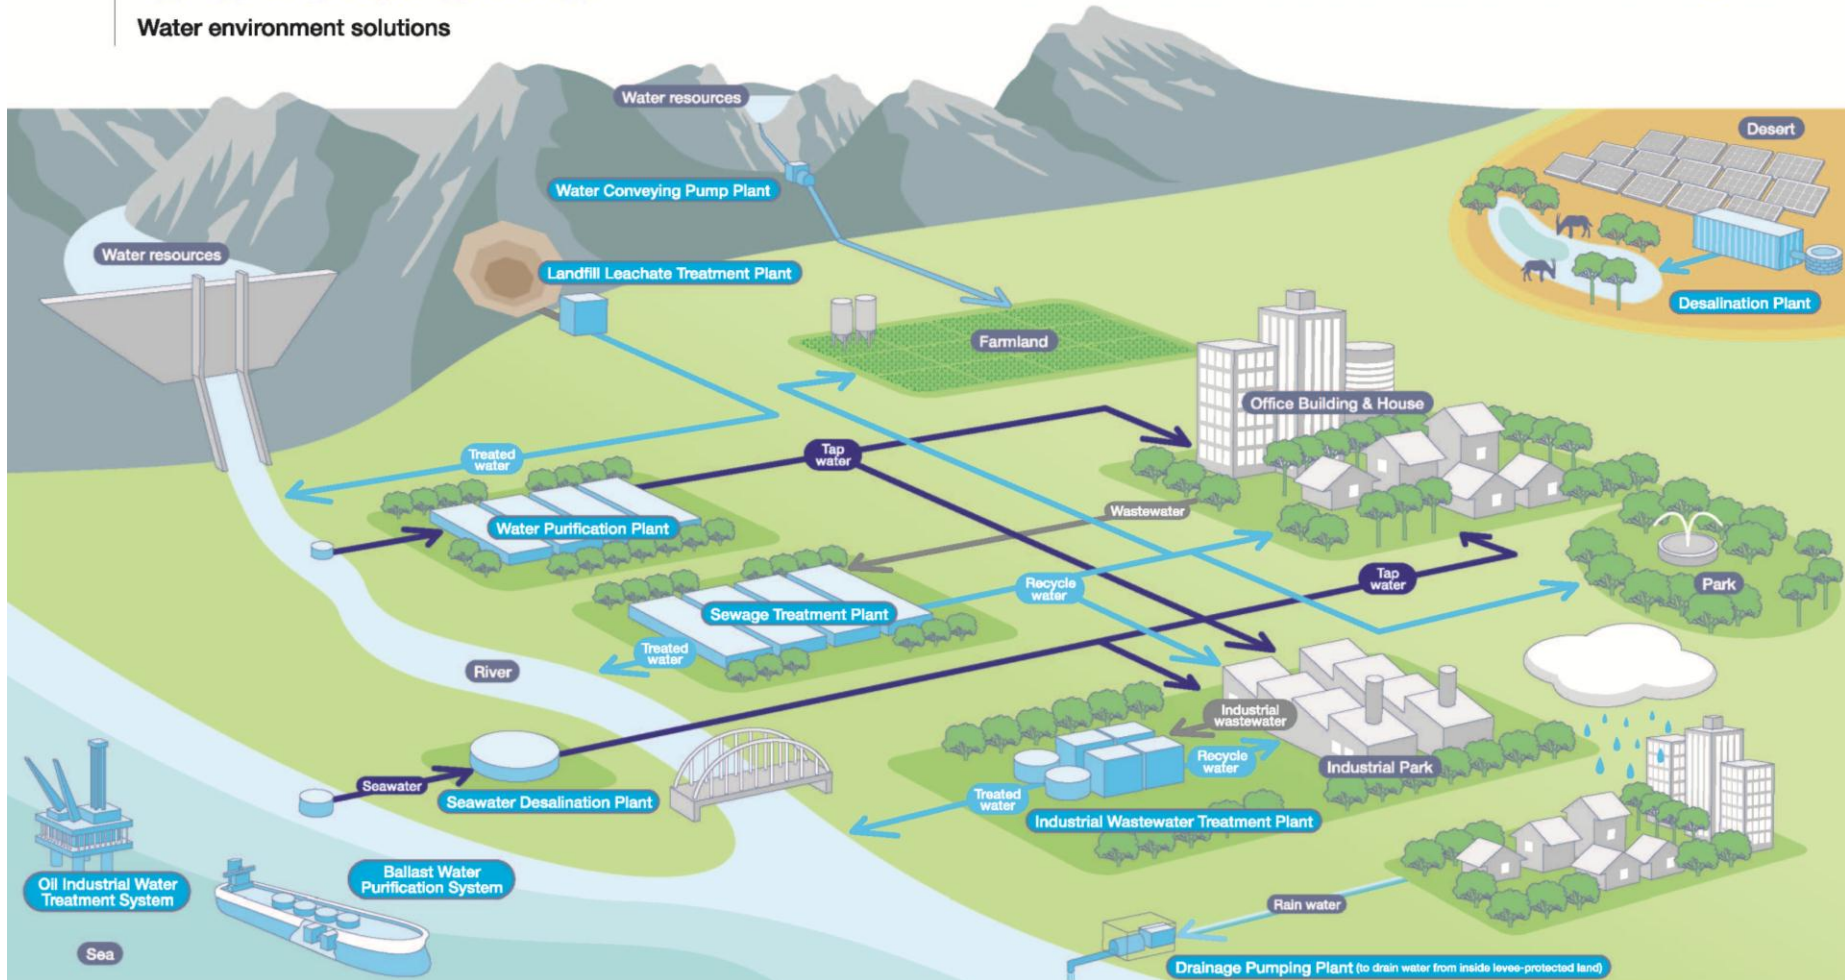 Water environment solutions
Water resources
Desert
Water Conveying Pump Plant
Water resources
Landfill Leachate Treatment Plant
Desalination Plant
Farmland
Office Building & House
Treated
water
Tap
water
Wastewater
Water Purification Plant
Recycle
water
Tap
water
Park
Sewage Treatment Plant
Treated
water
River
Industrial
wastewater
Recycle
water
Industrial Park
Seawater
Seawater Desalination Plant
Treated
water
Industrial Wastewater Treatment Plant
Oil Industrial Water
Treatment System
Ballast Water
Purification System
Rain water
Sea
Drainage Pumping Plant (to drain water from inside levee-protected land)